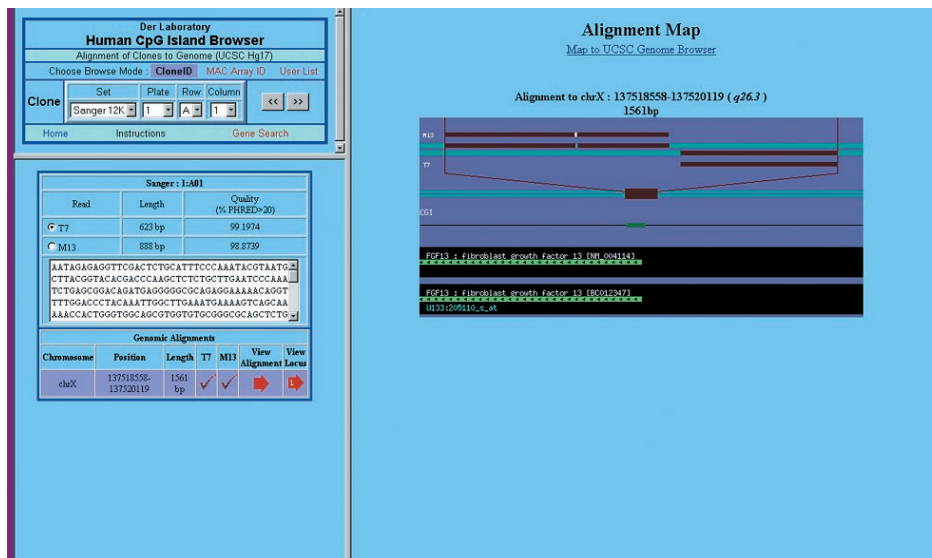 Der Laboratory
Human CpG Island Browser
Alignment of Clones to Genome (UCSC Hg17)
Choose Browse Mode : CloneID MAC Array ID User List
Set Plate Row Column
Clone Sanger 12K 1 A 1 << >>
Home Instructions Gene Search
Sanger : 1:A01
Read Length Quality (% PHRED>20)
T7 623 bp 99.1974
M13 888 bp 98.8739
AATAGAGAGGTTCGACTCTGCATTTCCCAAATACGTAATG
CTTACGGTACACGACCCAAGCTCTCTGCTTGAATCCCAAA
TCTGAGCGGACAGATGAGGGGGCGCAGAGGAAAAACAGGT
TTTGGACCCTACAAATTGGCTTGAAATGAAAAGTCAGCAA
AAACCACTGGGTGGCAGCGTGGTGTGCGGGCGCAGCTCTG
Genomic Alignments
Chromosome Position Length T7 M13 View Alignment View Locus
chrX 137518558-137520119 1561 bp L
Alignment Map
Map to UCSC Genome Browser
Alignment to chrX : 137518558-137520119 ( q26.3 )
1561bp
M13
T7
CGI
FGF13 : fibroblast growth factor 13 [NM_004114]
FGF13 : fibroblast growth factor 13 [BC012347]
U133:205110_s_at